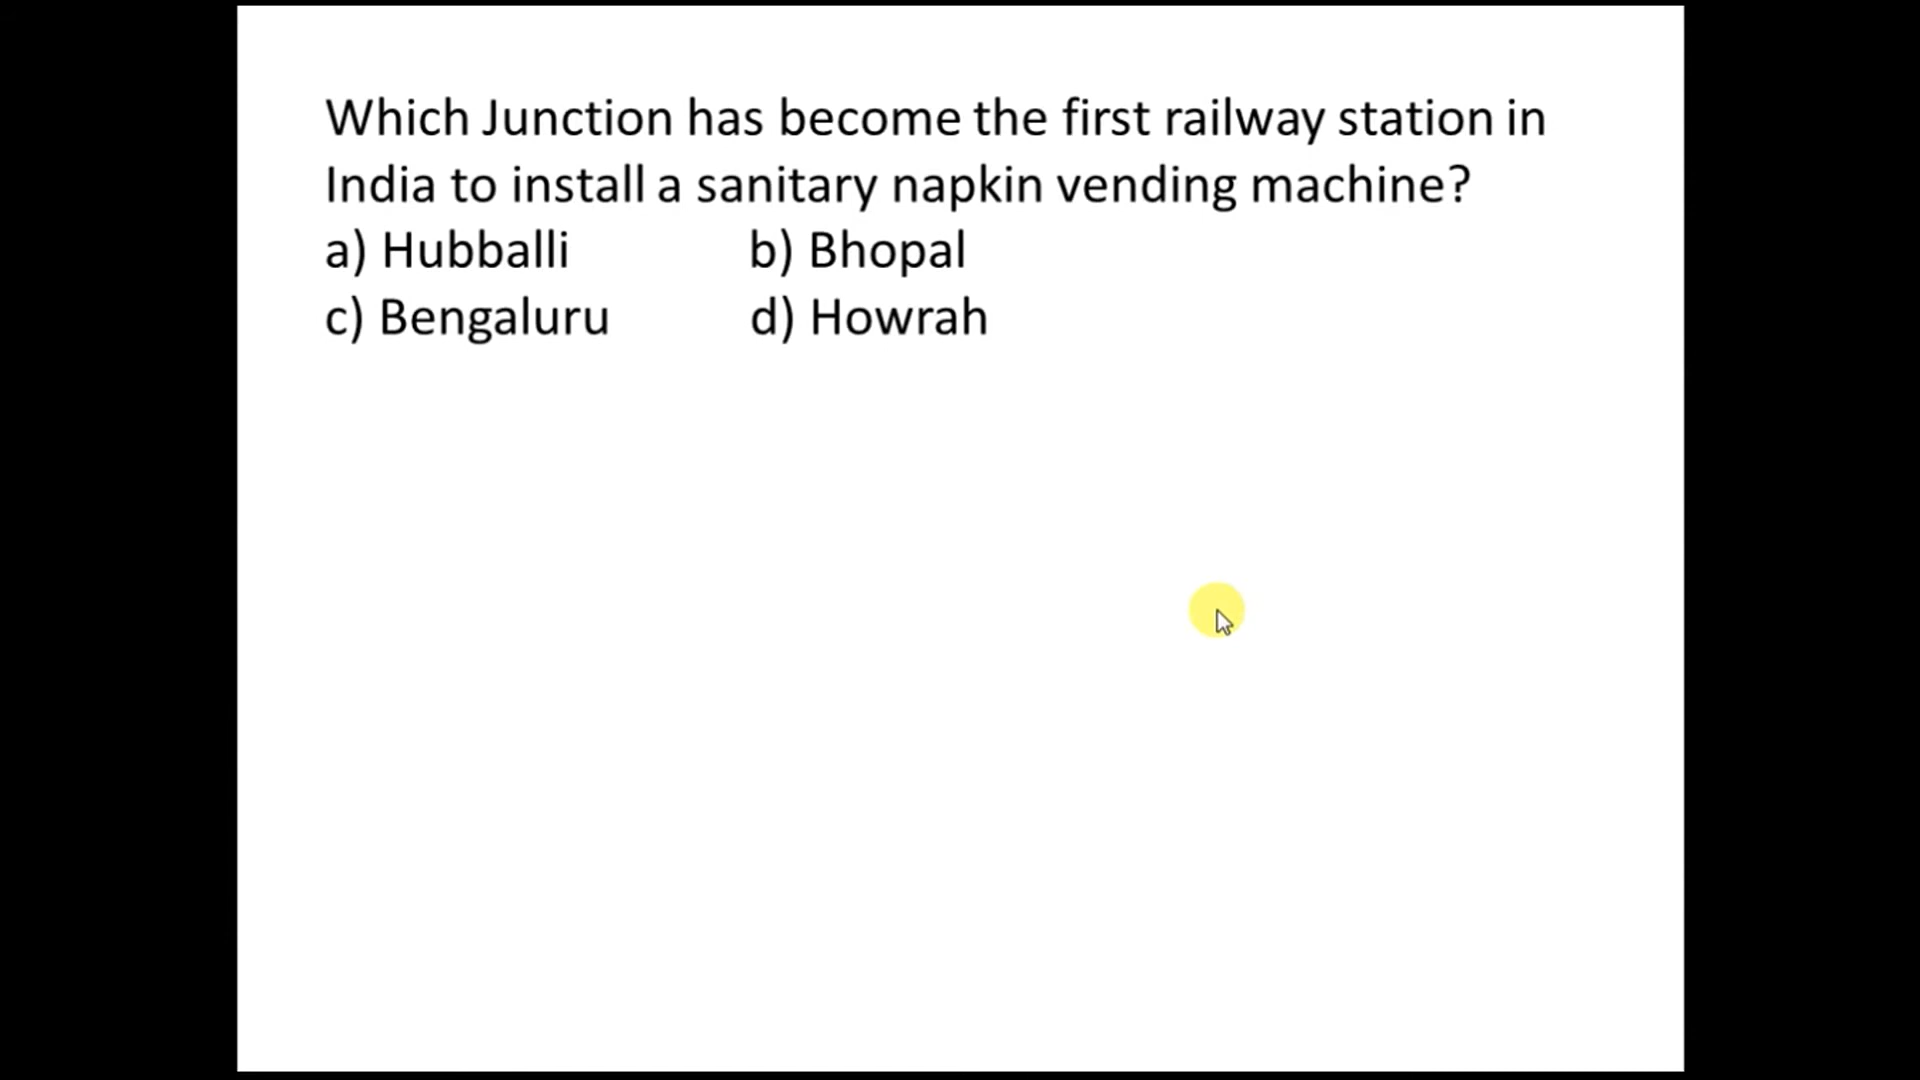 Which Junction has become the first railway station in
India to install a sanitary napkin vending machine?
a) Hubballi b) Bhopal
c) Bengaluru d) Howrah